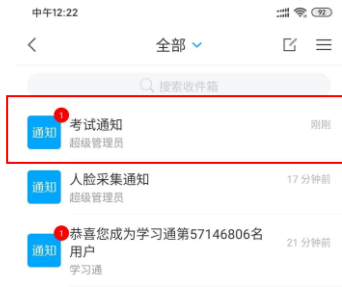 中午12:22
92
全部
搜索收件箱
通知
1
考试通知
刚刚
超级管理员
通知
人脸采集通知
17 分钟前
超级管理员
通知
1
恭喜您成为学习通第57146806名
用户
21 分钟前
学习通